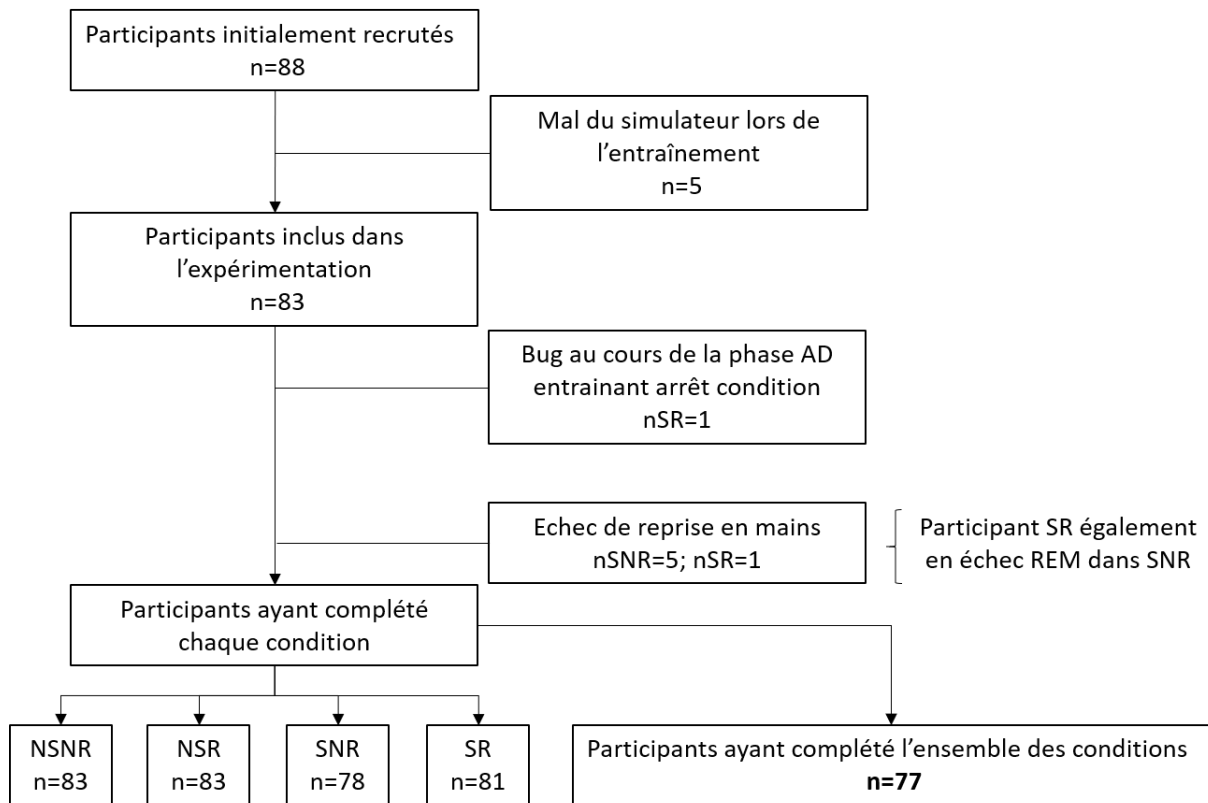 Participants initialement recrutés
n=88
Mal du simulateur lors de
l'entraînement
n=5
Participants inclus dans
l'expérimentation
n=83
Bug au cours de la phase AD
entrainant arrêt condition
nSR=1
Echec de reprise en mains
nSNR=5; nSR=1
Participant SR également
en échec REM dans SNR
Participants ayant complété
chaque condition
NSNR
n=83
NSR
n=83
SNR
n=78
SR
n=81
Participants ayant complété l'ensemble des conditions
n=77